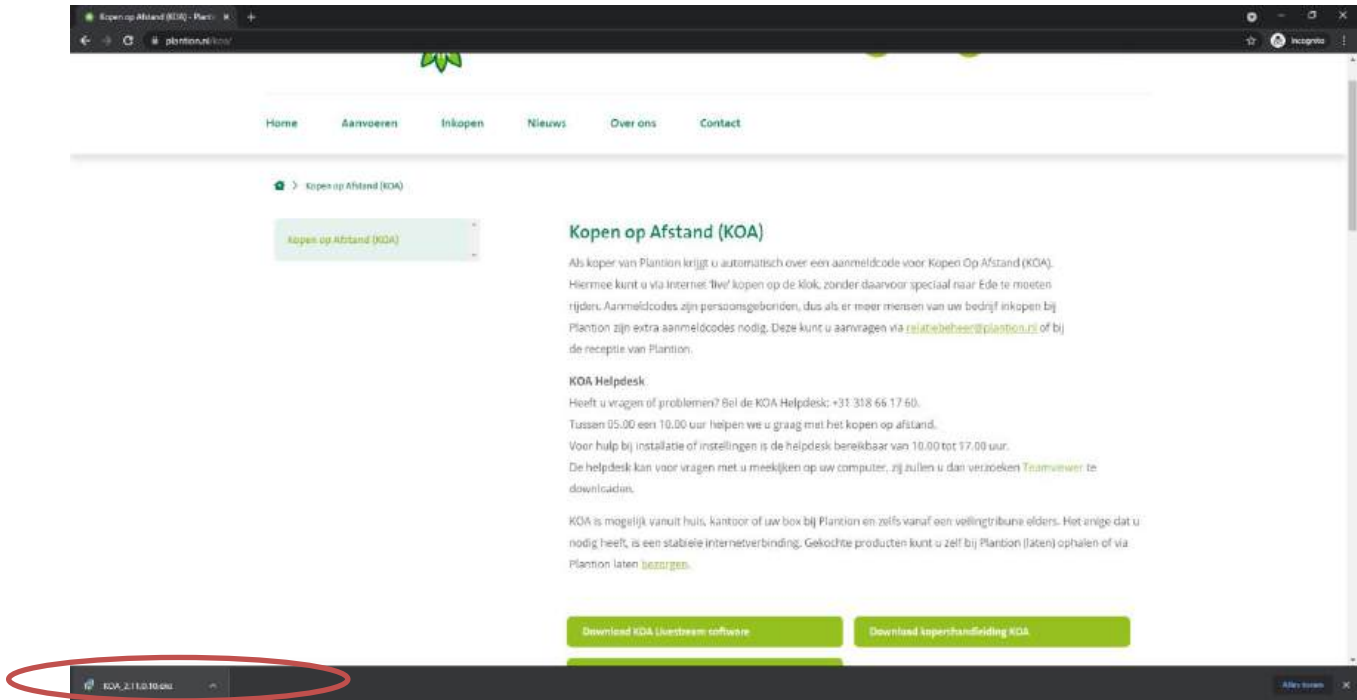 Kopen op Afstand (KOA) - Planti
plantion.nl/koa/
Incognito
Home Aanvoeren Inkopen Nieuws Over ons Contact
Kopen op Afstand (KOA)
Kopen op Afstand (KOA)
Kopen op Afstand (KOA)
Als koper van Plantion krijgt u automatisch over een aanmeldcode voor Kopen Op Afstand (KOA).
Hiermee kunt u via internet 'live' kopen op de klok, zonder daarvoor speciaal naar Ede te moeten
rijden. Aanmeldcodes zijn persoonsgebonden, dus als er meer mensen van uw bedrijf inkopen bij
Plantion zijn extra aanmeldcodes nodig. Deze kunt u aanvragen via relatiebeheer@plantion.nl of bij
de receptie van Plantion.
KOA Helpdesk
Heeft u vragen of problemen? Bel de KOA Helpdesk: +31 318 66 17 60.
Tussen 05.00 een 10.00 uur helpen we u graag met het kopen op afstand.
Voor hulp bij installatie of instellingen is de helpdesk bereikbaar van 10.00 tot 17.00 uur.
De helpdesk kan voor vragen met u meekijken op uw computer, zij zullen u dan verzoeken Teamviewer te
downloaden.
KOA is mogelijk vanuit huis, kantoor of uw box bij Plantion en zelfs vanaf een veilingtribune elders. Het enige dat u
nodig heeft, is een stabiele internetverbinding. Gekochte producten kunt u zelf bij Plantion (laten) ophalen of via
Plantion laten bezorgen.
Download KOA Livestream software Download kopershandleiding KOA
KOA_2.11.0.10.exe Alles tonen